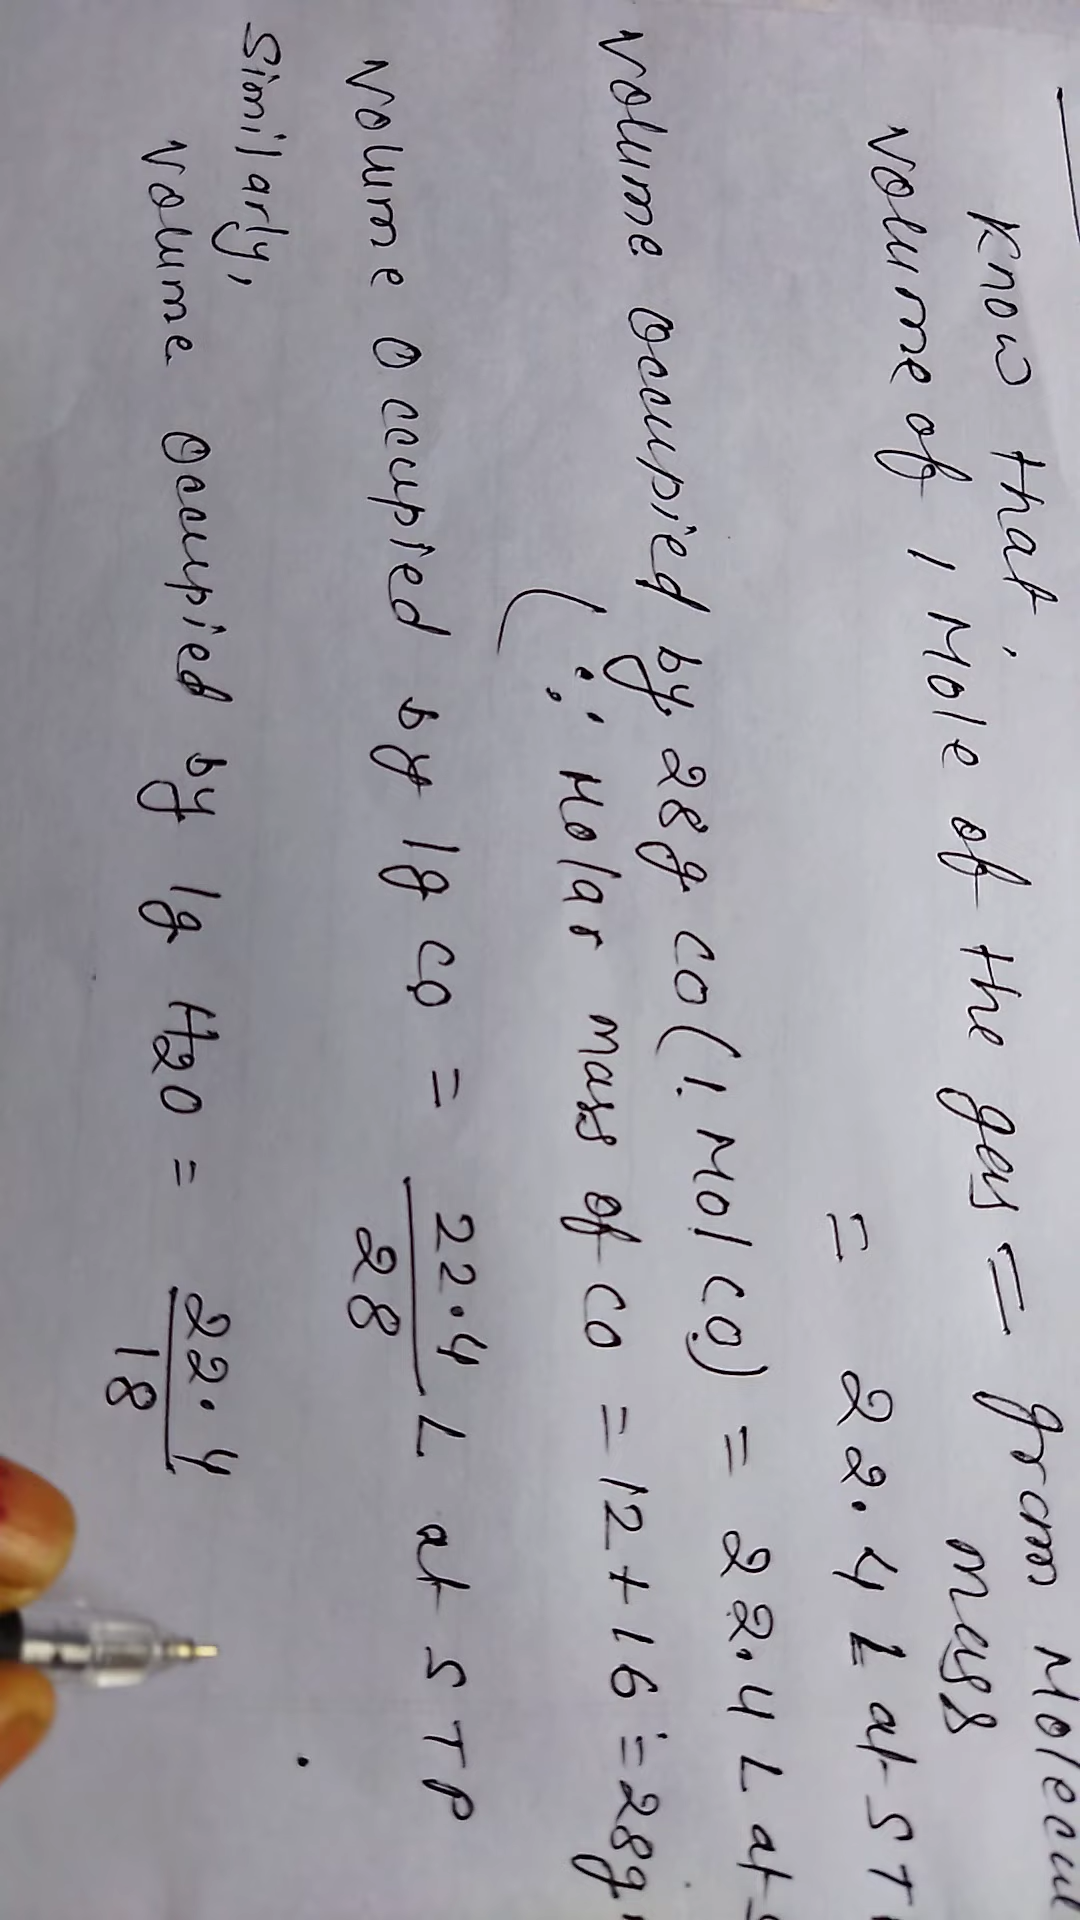 Know that,
Volume of 1 Mole of the gas = gram Molecul
mass
= 22.4 L at ST
Volume occupied by 28g CO (1 Mol CO) = 22.4 L at
(∵ Molar mass of CO = 12 + 16 = 28g
Volume occupied by 1g CO = 22.4/28 L at STP
Similarly,
Volume occupied by 1g H2O = 22.4/18